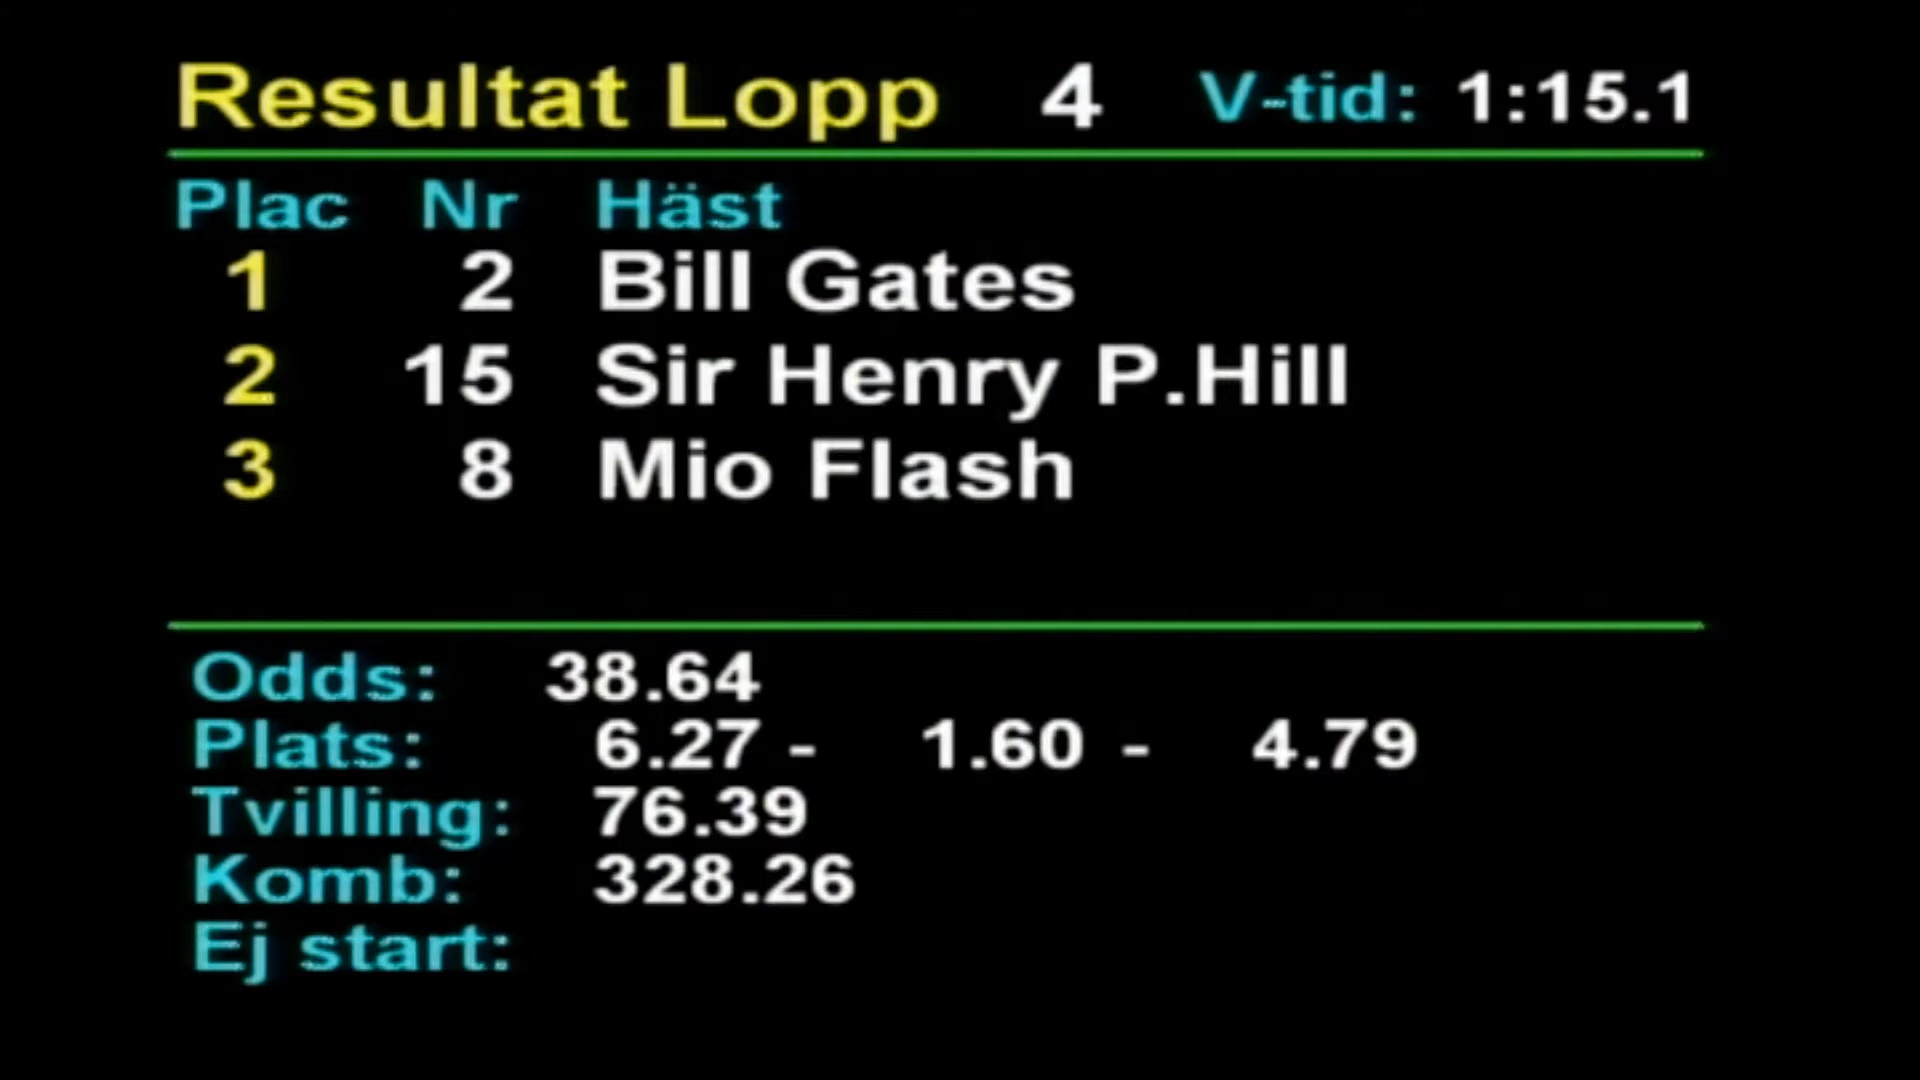 Resultat Lopp 4 V-tid: 1:15.1
Plac Nr Häst
1 2 Bill Gates
2 15 Sir Henry P.Hill
3 8 Mio Flash
Odds: 38.64
Plats: 6.27 - 1.60 - 4.79
Tvilling: 76.39
Komb: 328.26
Ej start: